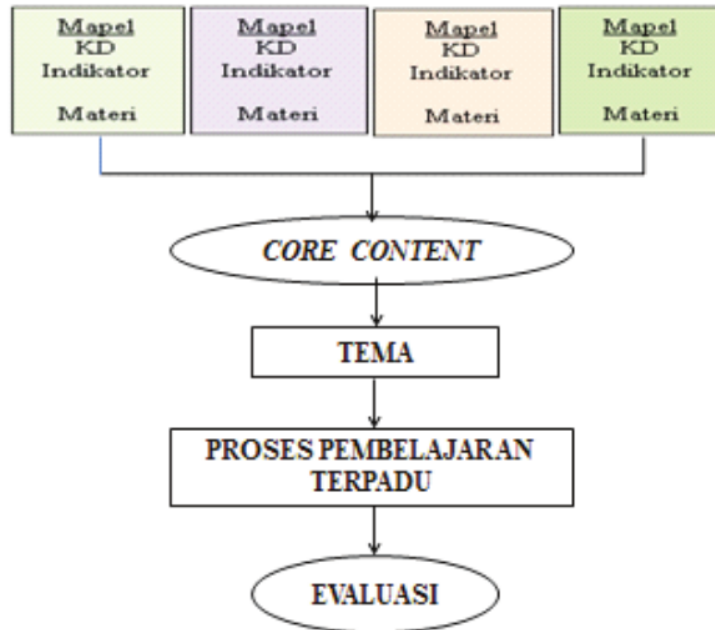 Mapel
KD
Indikator
Materi
Mapel
KD
Indikator
Materi
Mapel
KD
Indikator
Materi
Mapel
KD
Indikator
Materi
CORE CONTENT
TEMA
PROSES PEMBELAJARAN
TERPADU
EVALUASI